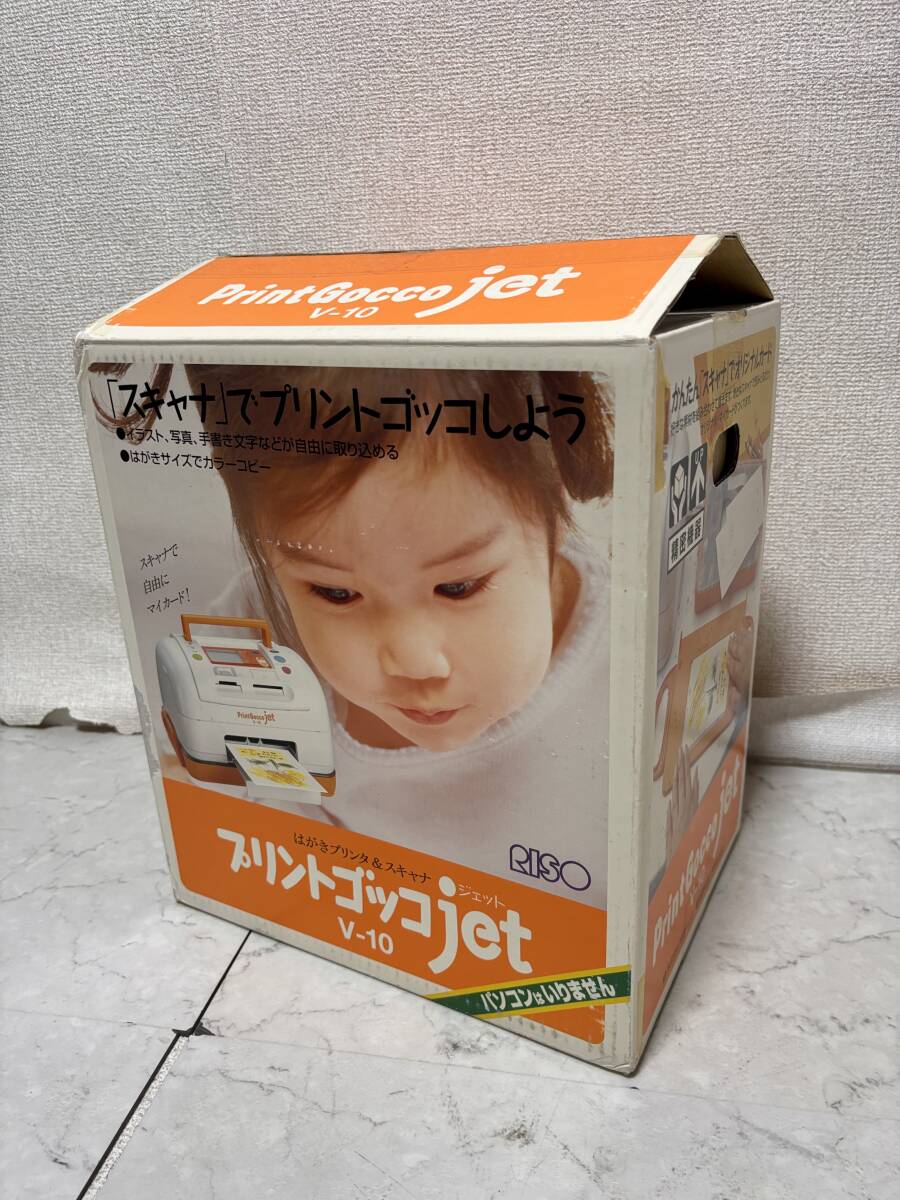 PrintGocco jet
V-10
「スキャナ」でプリントゴッコしよう
●イラスト、写真、手書き文字などが自由に取り込める
●はがきサイズでカラーコピー
スキャナで
自由に
マイカード!
PrintGocco jet
はがきプリンタ&スキャナ
プリントゴッコjet
ジェット
V-10
RISO
パソコンはいりません
かんたん「スキャナ」でオリジナルカード
UP
精密機器
PrintGocco jet